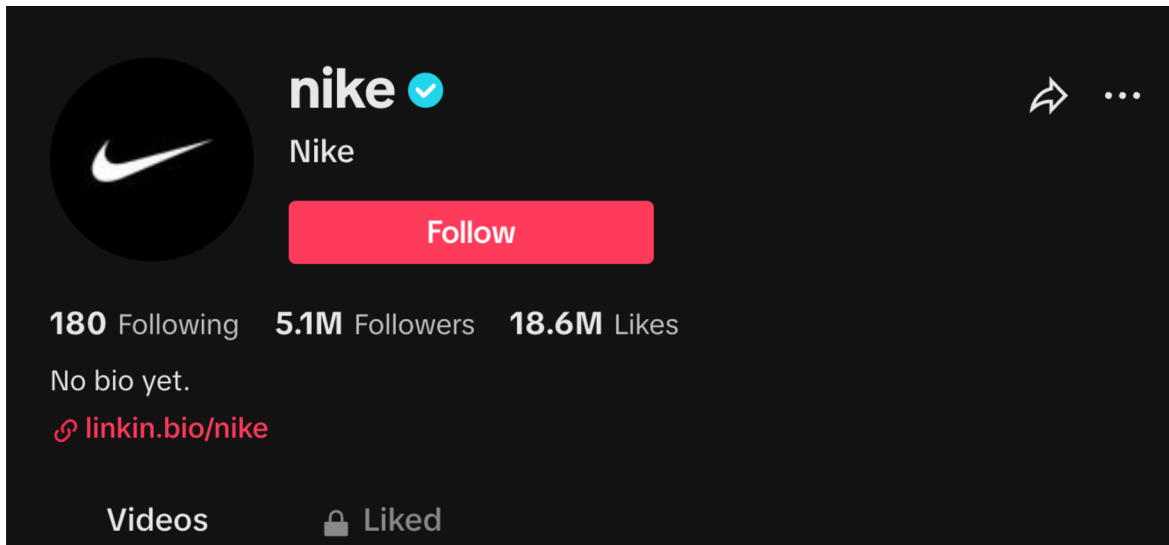 nike
Nike
Follow
180 Following 5.1M Followers 18.6M Likes
No bio yet.
linkin.bio/nike
Videos Liked